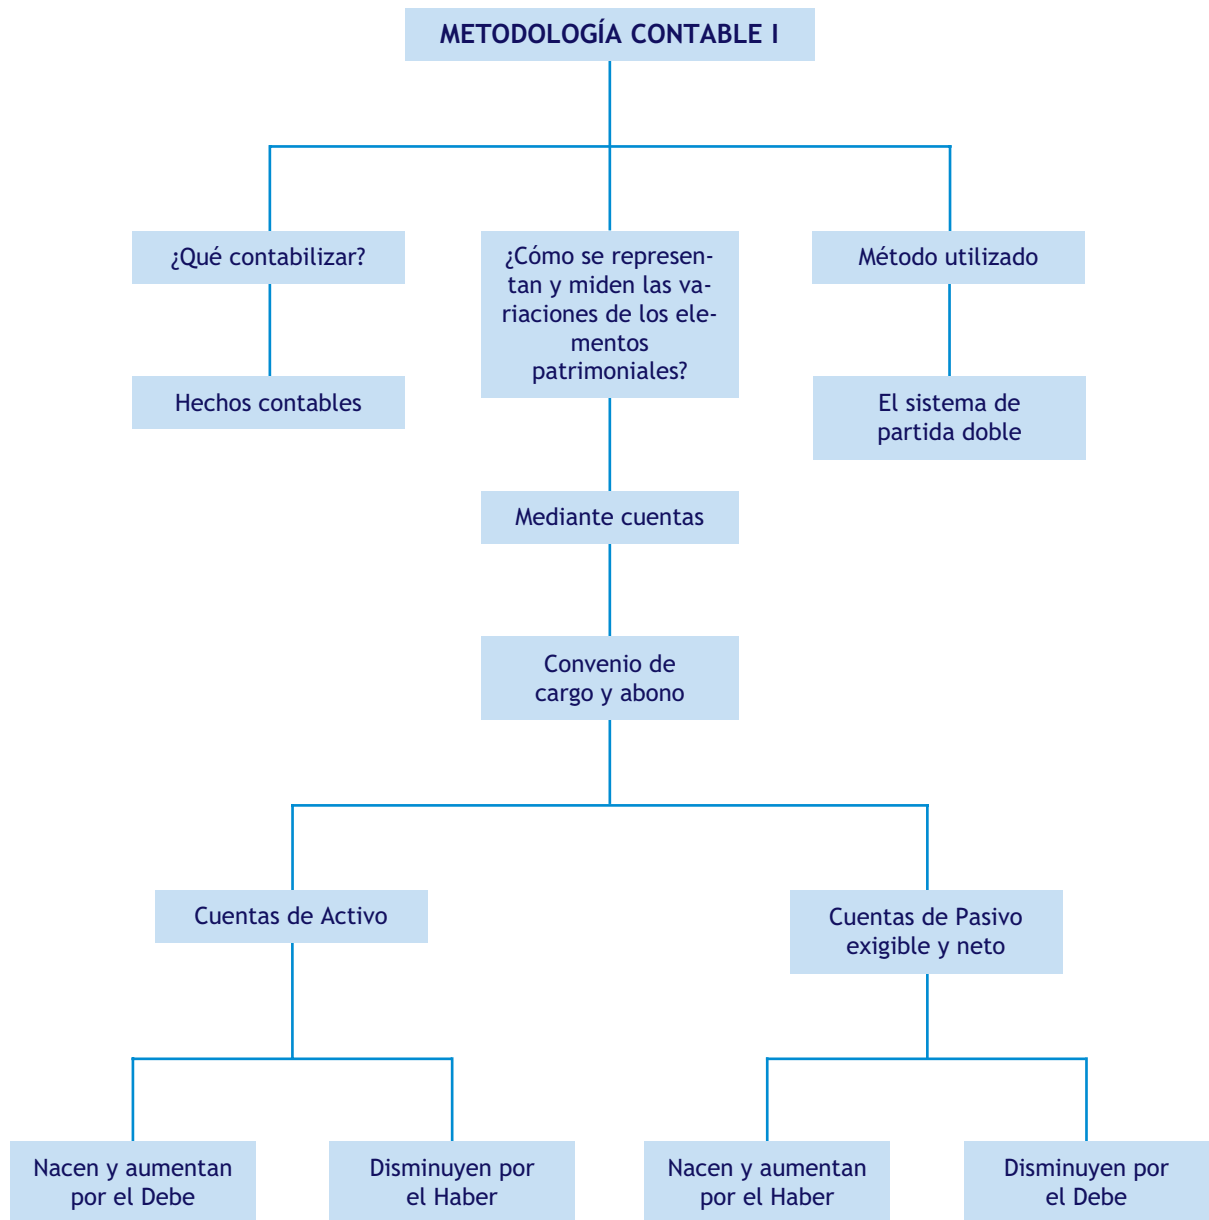 METODOLOGÍA CONTABLE I
¿Qué contabilizar?
¿Cómo se represen-
tan y miden las va-
riaciones de los ele-
mentos
patrimoniales?
Método utilizado
Hechos contables
El sistema de
partida doble
Mediante cuentas
Convenio de
cargo y abono
Cuentas de Activo
Cuentas de Pasivo
exigible y neto
Nacen y aumentan
por el Debe
Disminuyen por
el Haber
Nacen y aumentan
por el Haber
Disminuyen por
el Debe